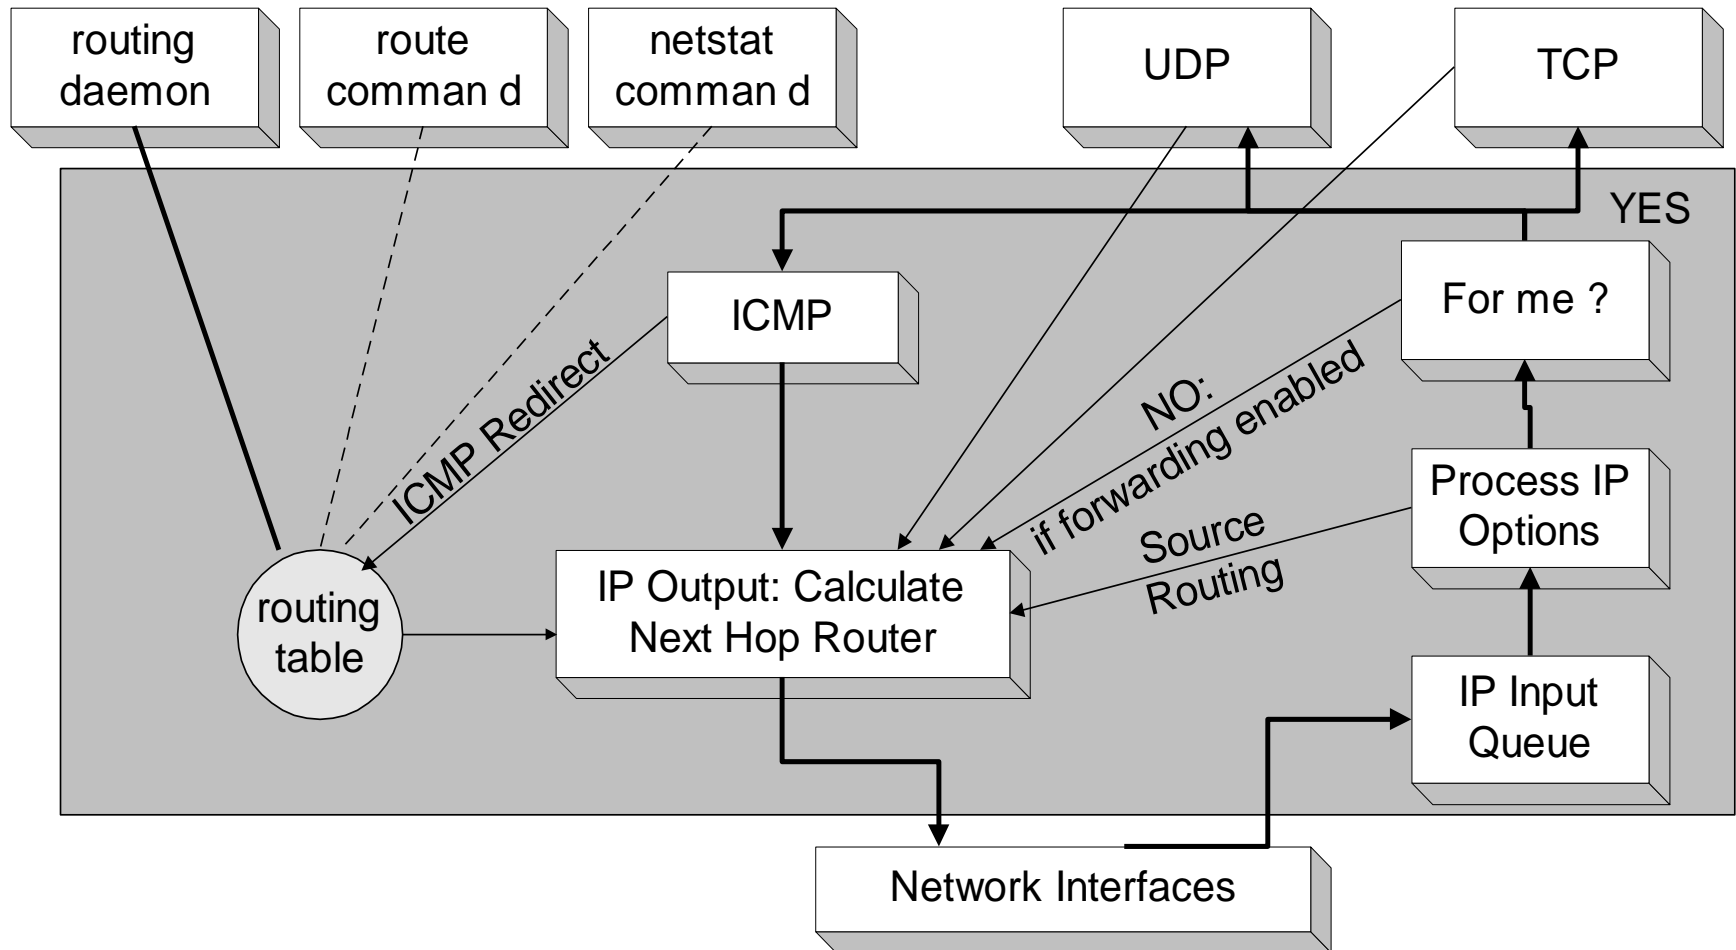 routing
daemon
route
comman d
netstat
comman d
UDP
TCP
YES
For me ?
ICMP
ICMP Redirect
NO:
if forwarding enabled
Process IP
Options
Source
Routing
IP Output: Calculate
Next Hop Router
routing
table
IP Input
Queue
Network Interfaces